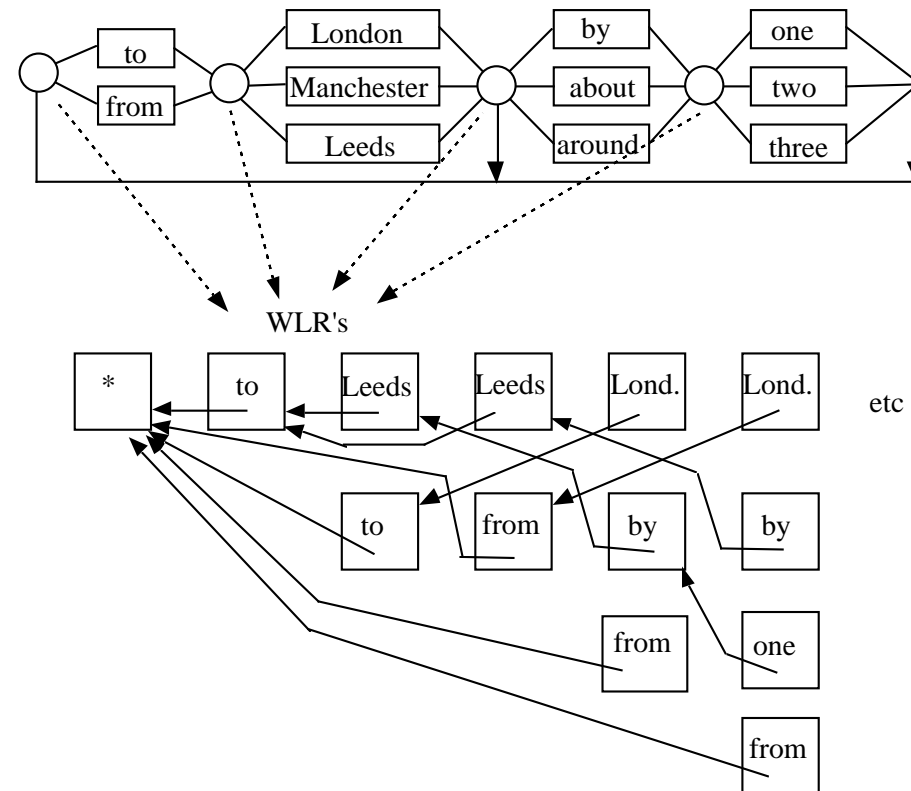 London by one
to
Manchester about two
from
Leeds around three
WLR's
* to Leeds Leeds Lond. Lond.
etc
to from by by
from one
from